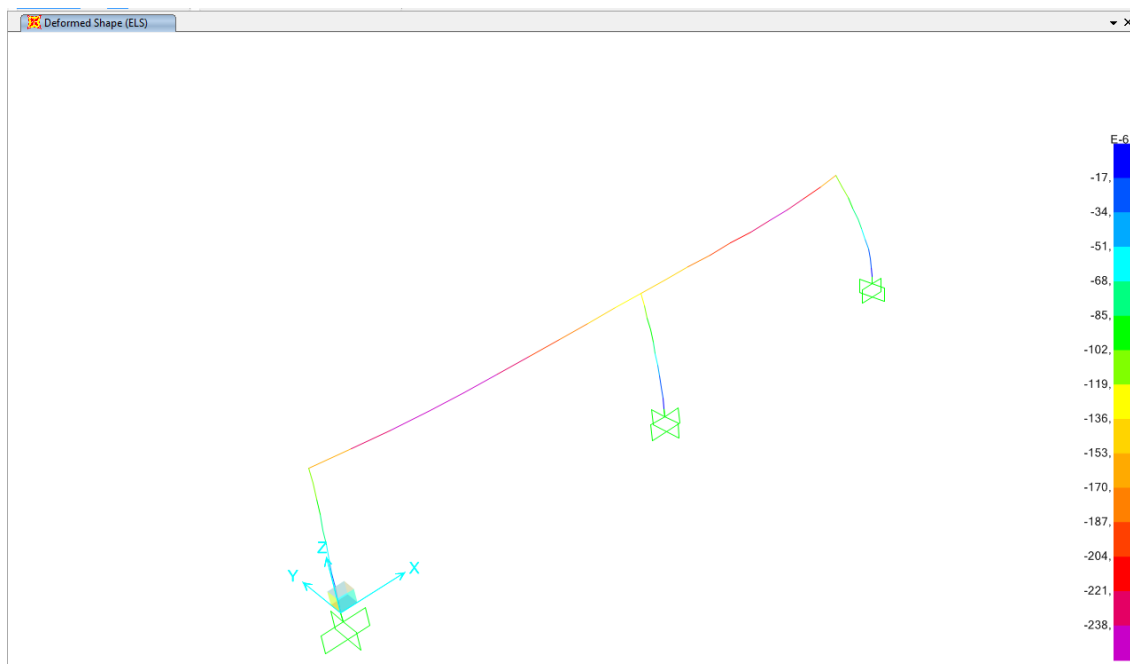 Deformed Shape (ELS)
E-6
-17,
-34,
-51,
-68,
-85,
-102,
-119,
-136,
-153,
-170,
-187,
-204,
-221,
-238,
Z
Y
X